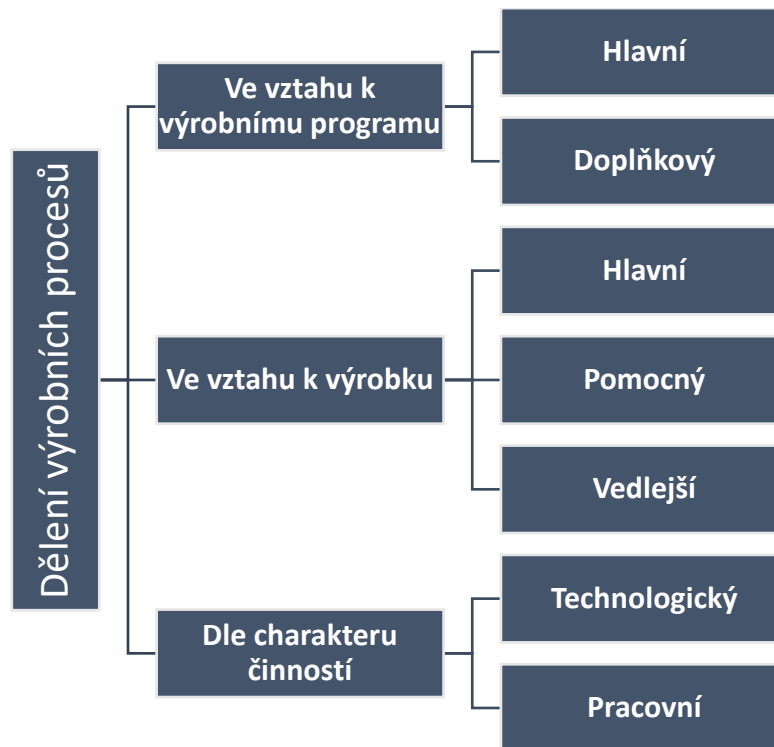 Dělení výrobních procesů
Ve vztahu k
výrobnímu programu
Hlavní
Doplňkový
Ve vztahu k výrobku
Hlavní
Pomocný
Vedlejší
Dle charakteru
činností
Technologický
Pracovní